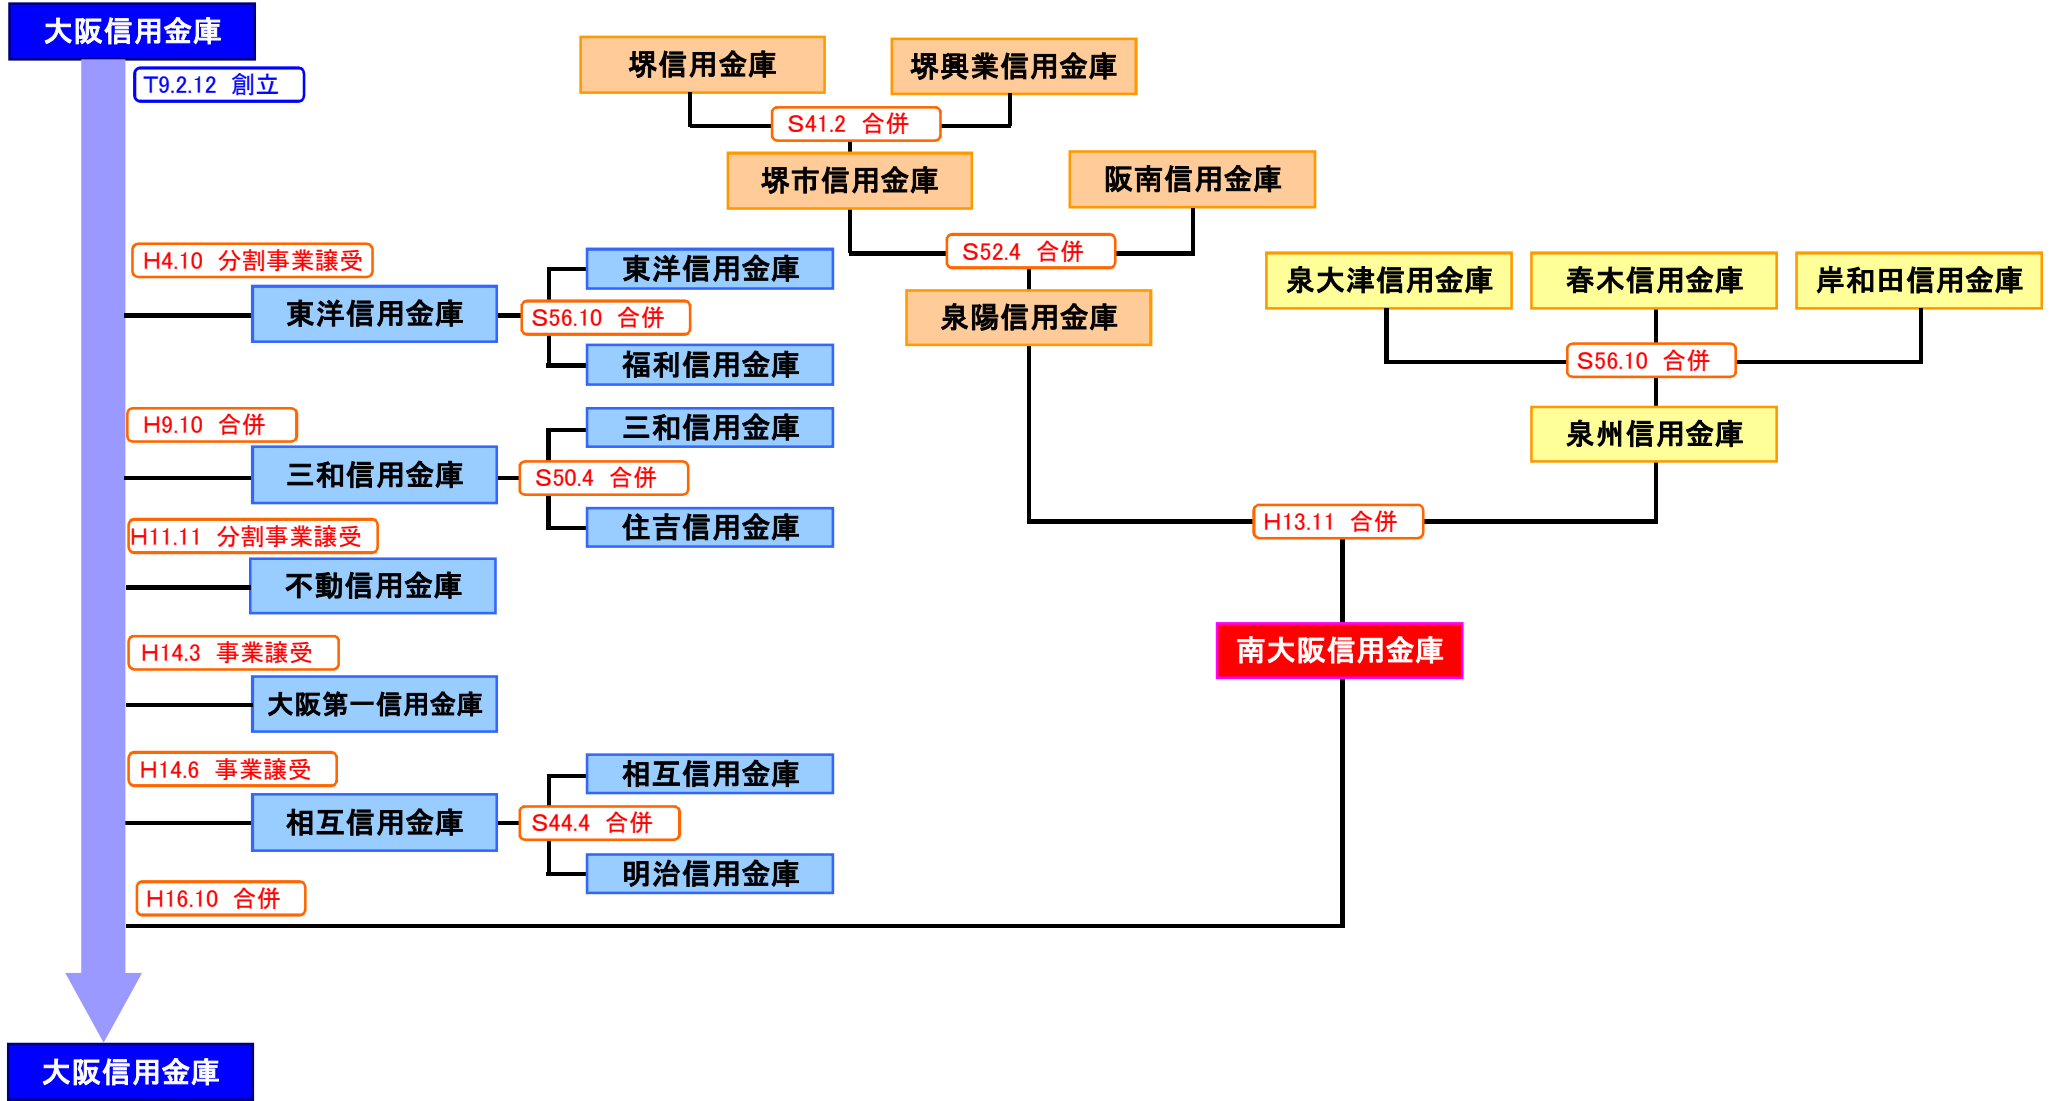 大阪信用金庫
T9.2.12 創立
堺信用金庫
堺興業信用金庫
S41.2 合併
堺市信用金庫
阪南信用金庫
S52.4 合併
泉陽信用金庫
泉大津信用金庫
春木信用金庫
岸和田信用金庫
S56.10 合併
泉州信用金庫
H13.11 合併
南大阪信用金庫
H4.10 分割事業譲受
東洋信用金庫
東洋信用金庫
S56.10 合併
福利信用金庫
H9.10 合併
三和信用金庫
三和信用金庫
S50.4 合併
住吉信用金庫
H11.11 分割事業譲受
不動信用金庫
H14.3 事業譲受
大阪第一信用金庫
H14.6 事業譲受
相互信用金庫
相互信用金庫
S44.4 合併
明治信用金庫
H16.10 合併
大阪信用金庫